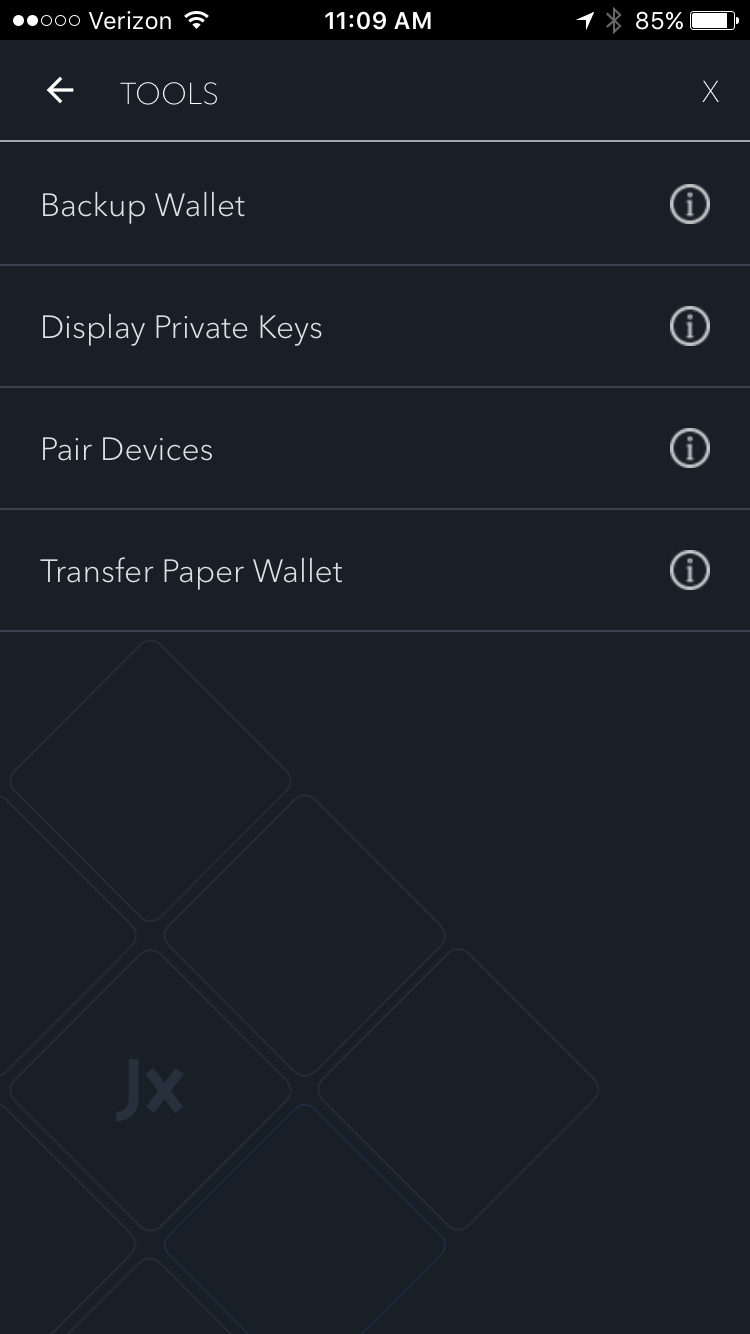 Verizon 11:09 AM 85%
TOOLS X
Backup Wallet
Display Private Keys
Pair Devices
Transfer Paper Wallet
Jx